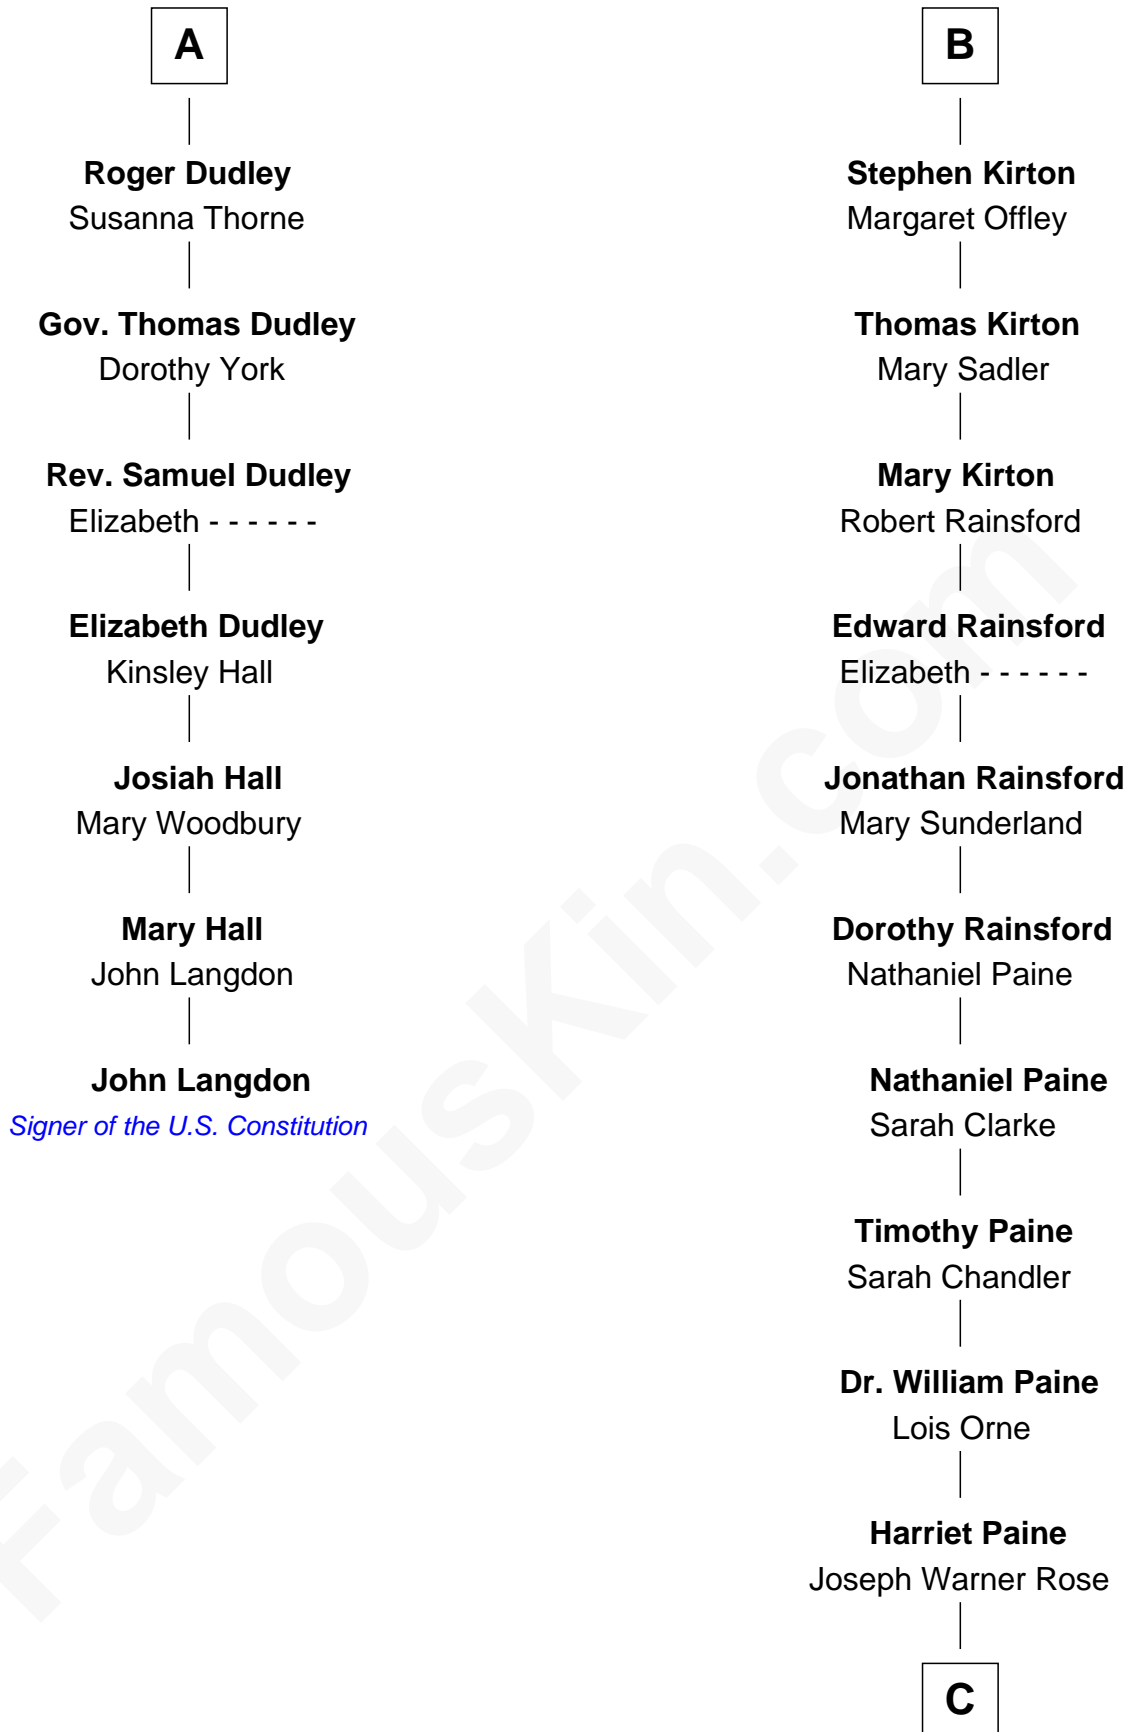 A
Roger Dudley
Susanna Thorne
Gov. Thomas Dudley
Dorothy York
Rev. Samuel Dudley
Elizabeth - - - - - -
Elizabeth Dudley
Kinsley Hall
Josiah Hall
Mary Woodbury
Mary Hall
John Langdon
John Langdon
Signer of the U.S. Constitution
B
Stephen Kirton
Margaret Offley
Thomas Kirton
Mary Sadler
Mary Kirton
Robert Rainsford
Edward Rainsford
Elizabeth - - - - - -
Jonathan Rainsford
Mary Sunderland
Dorothy Rainsford
Nathaniel Paine
Nathaniel Paine
Sarah Clarke
Timothy Paine
Sarah Chandler
Dr. William Paine
Lois Orne
Harriet Paine
Joseph Warner Rose
C
FamousKin.com